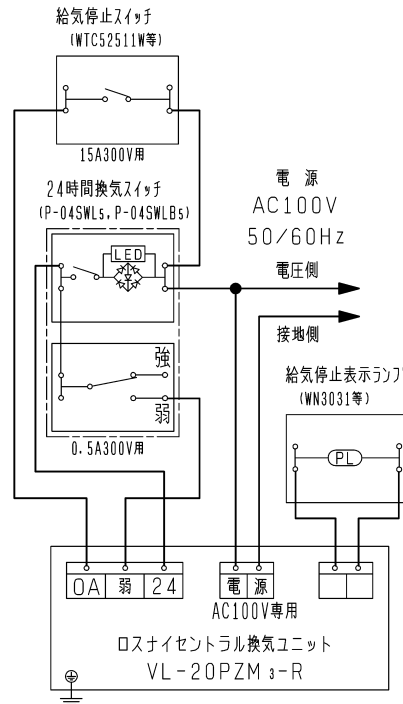 給気停止スイッチ
(WTC52511W等)
15A300V用
24時間換気スイッチ
(P-04SWL5,P-04SWLB5)
LED
強
弱
0.5A300V用
電 源
AC100V
50/60Hz
電圧側
接地側
給気停止表示ランプ
(WN3031等)
PL
OA 弱 24
電 源
AC100V専用
ロスナイセントラル換気ユニット
VL-20PZM3-R